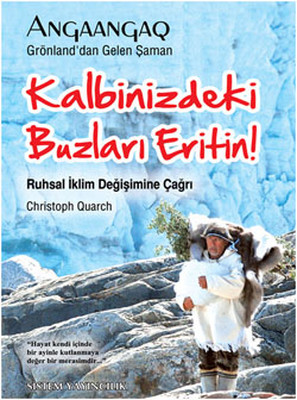 ANGAANGAQ
Grönland'dan Gelen Şaman
Kalbinizdeki
Buzları Eritin!
Ruhsal İklim Değişimine Çağrı
Christoph Quarch
"Hayat kendi içinde
bir ayinle kutlanmaya
değer bir merasimdir..."
SİSTEM YAYINCILIK